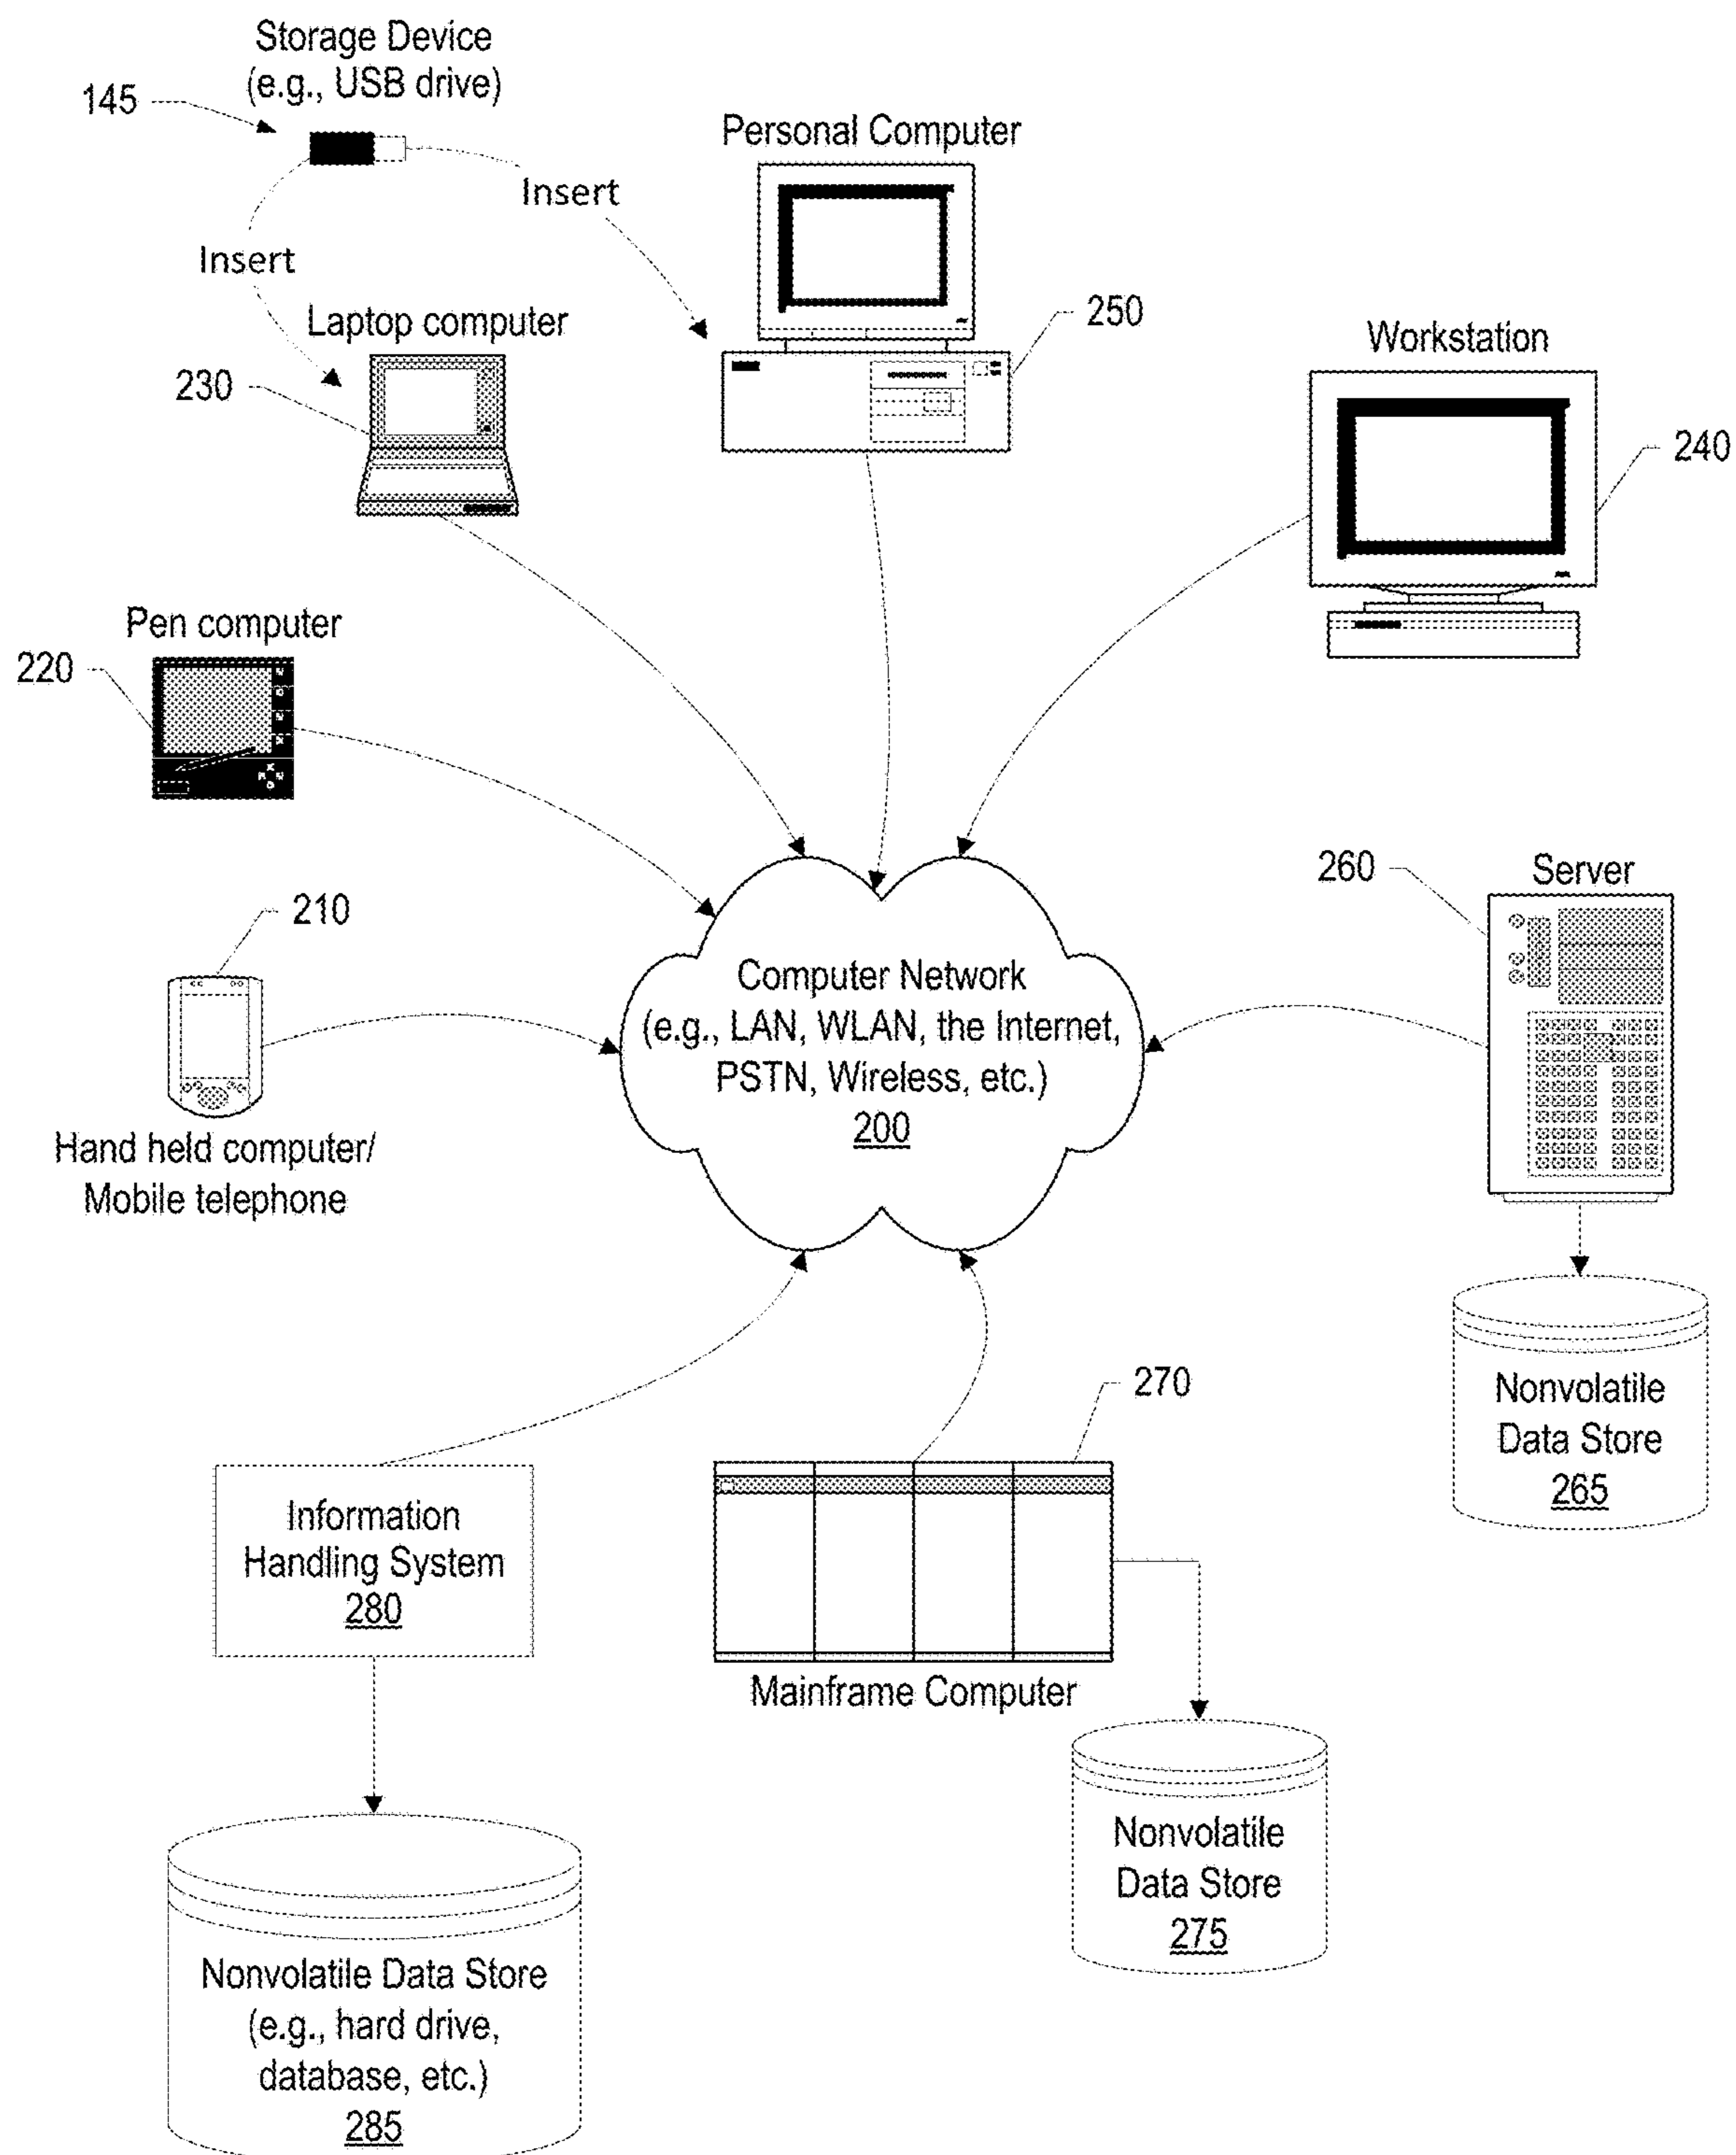 Storage Device
(e.g., USB drive)
145
Personal Computer
Insert
Insert
Laptop computer
250
Workstation
230
240
Pen computer
220
260
Server
210
Computer Network
(e.g., LAN, WLAN, the Internet,
PSTN, Wireless, etc.)
200
Hand held computer/
Mobile telephone
270
Nonvolatile
Data Store
265
Information
Handling System
280
Mainframe Computer
Nonvolatile
Data Store
275
Nonvolatile Data Store
(e.g., hard drive,
database, etc.)
285